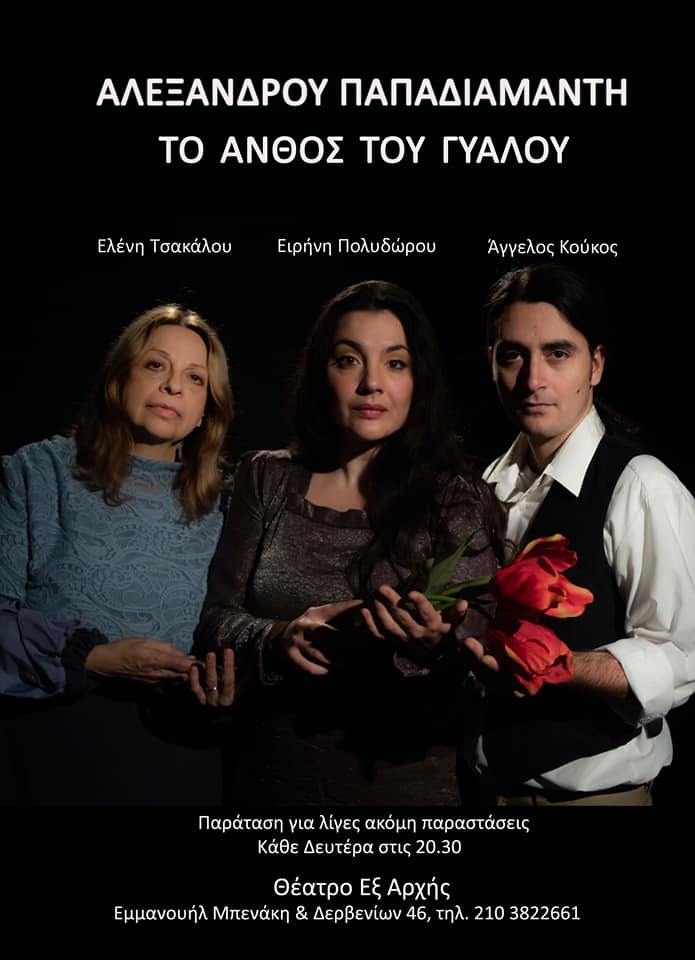 ΑΛΕΞΑΝΔΡΟΥ ΠΑΠΑΔΙΑΜΑΝΤΗ
ΤΟ ΑΝΘΟΣ ΤΟΥ ΓΥΑΛΟΥ
Ελένη Τσακάλου Ειρήνη Πολυδώρου Άγγελος Κούκος
Παράταση για λίγες ακόμη παραστάσεις
Κάθε Δευτέρα στις 20.30
Θέατρο Εξ Αρχής
Εμμανουήλ Μπενάκη & Δερβενίων 46, τηλ. 210 3822661